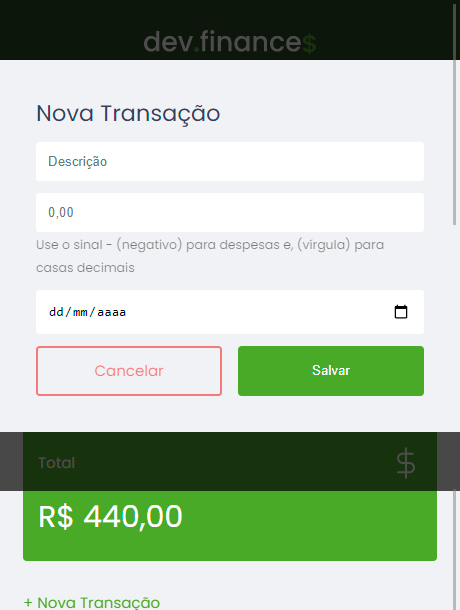 dev.finance$
Nova Transação
Descrição
0,00
Use o sinal - (negativo) para despesas e, (vírgula) para
casas decimais
dd/mm/aaaa
Cancelar
Salvar
Total
R$ 440,00
+ Nova Transação